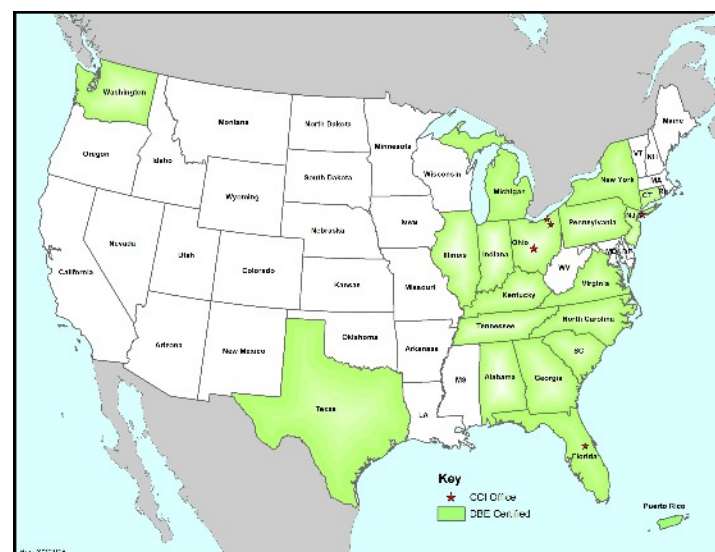 Washington
Montana
North Dakota
Minnesota
Maine
VT
NH
Oregon
Idaho
Wyoming
South Dakota
Wisconsin
Michigan
New York
MA
CT
RI
Nebraska
Iowa
Illinois
Indiana
Ohio
Pennsylvania
NJ
MD
Nevada
Utah
Colorado
Kansas
Missouri
WV
Virginia
California
Kentucky
Arizona
New Mexico
Oklahoma
Arkansas
Tennessee
North Carolina
SC
MS
Alabama
Georgia
Texas
LA
Florida
Key
CCI Office
DBE Certified
Puerto Rico